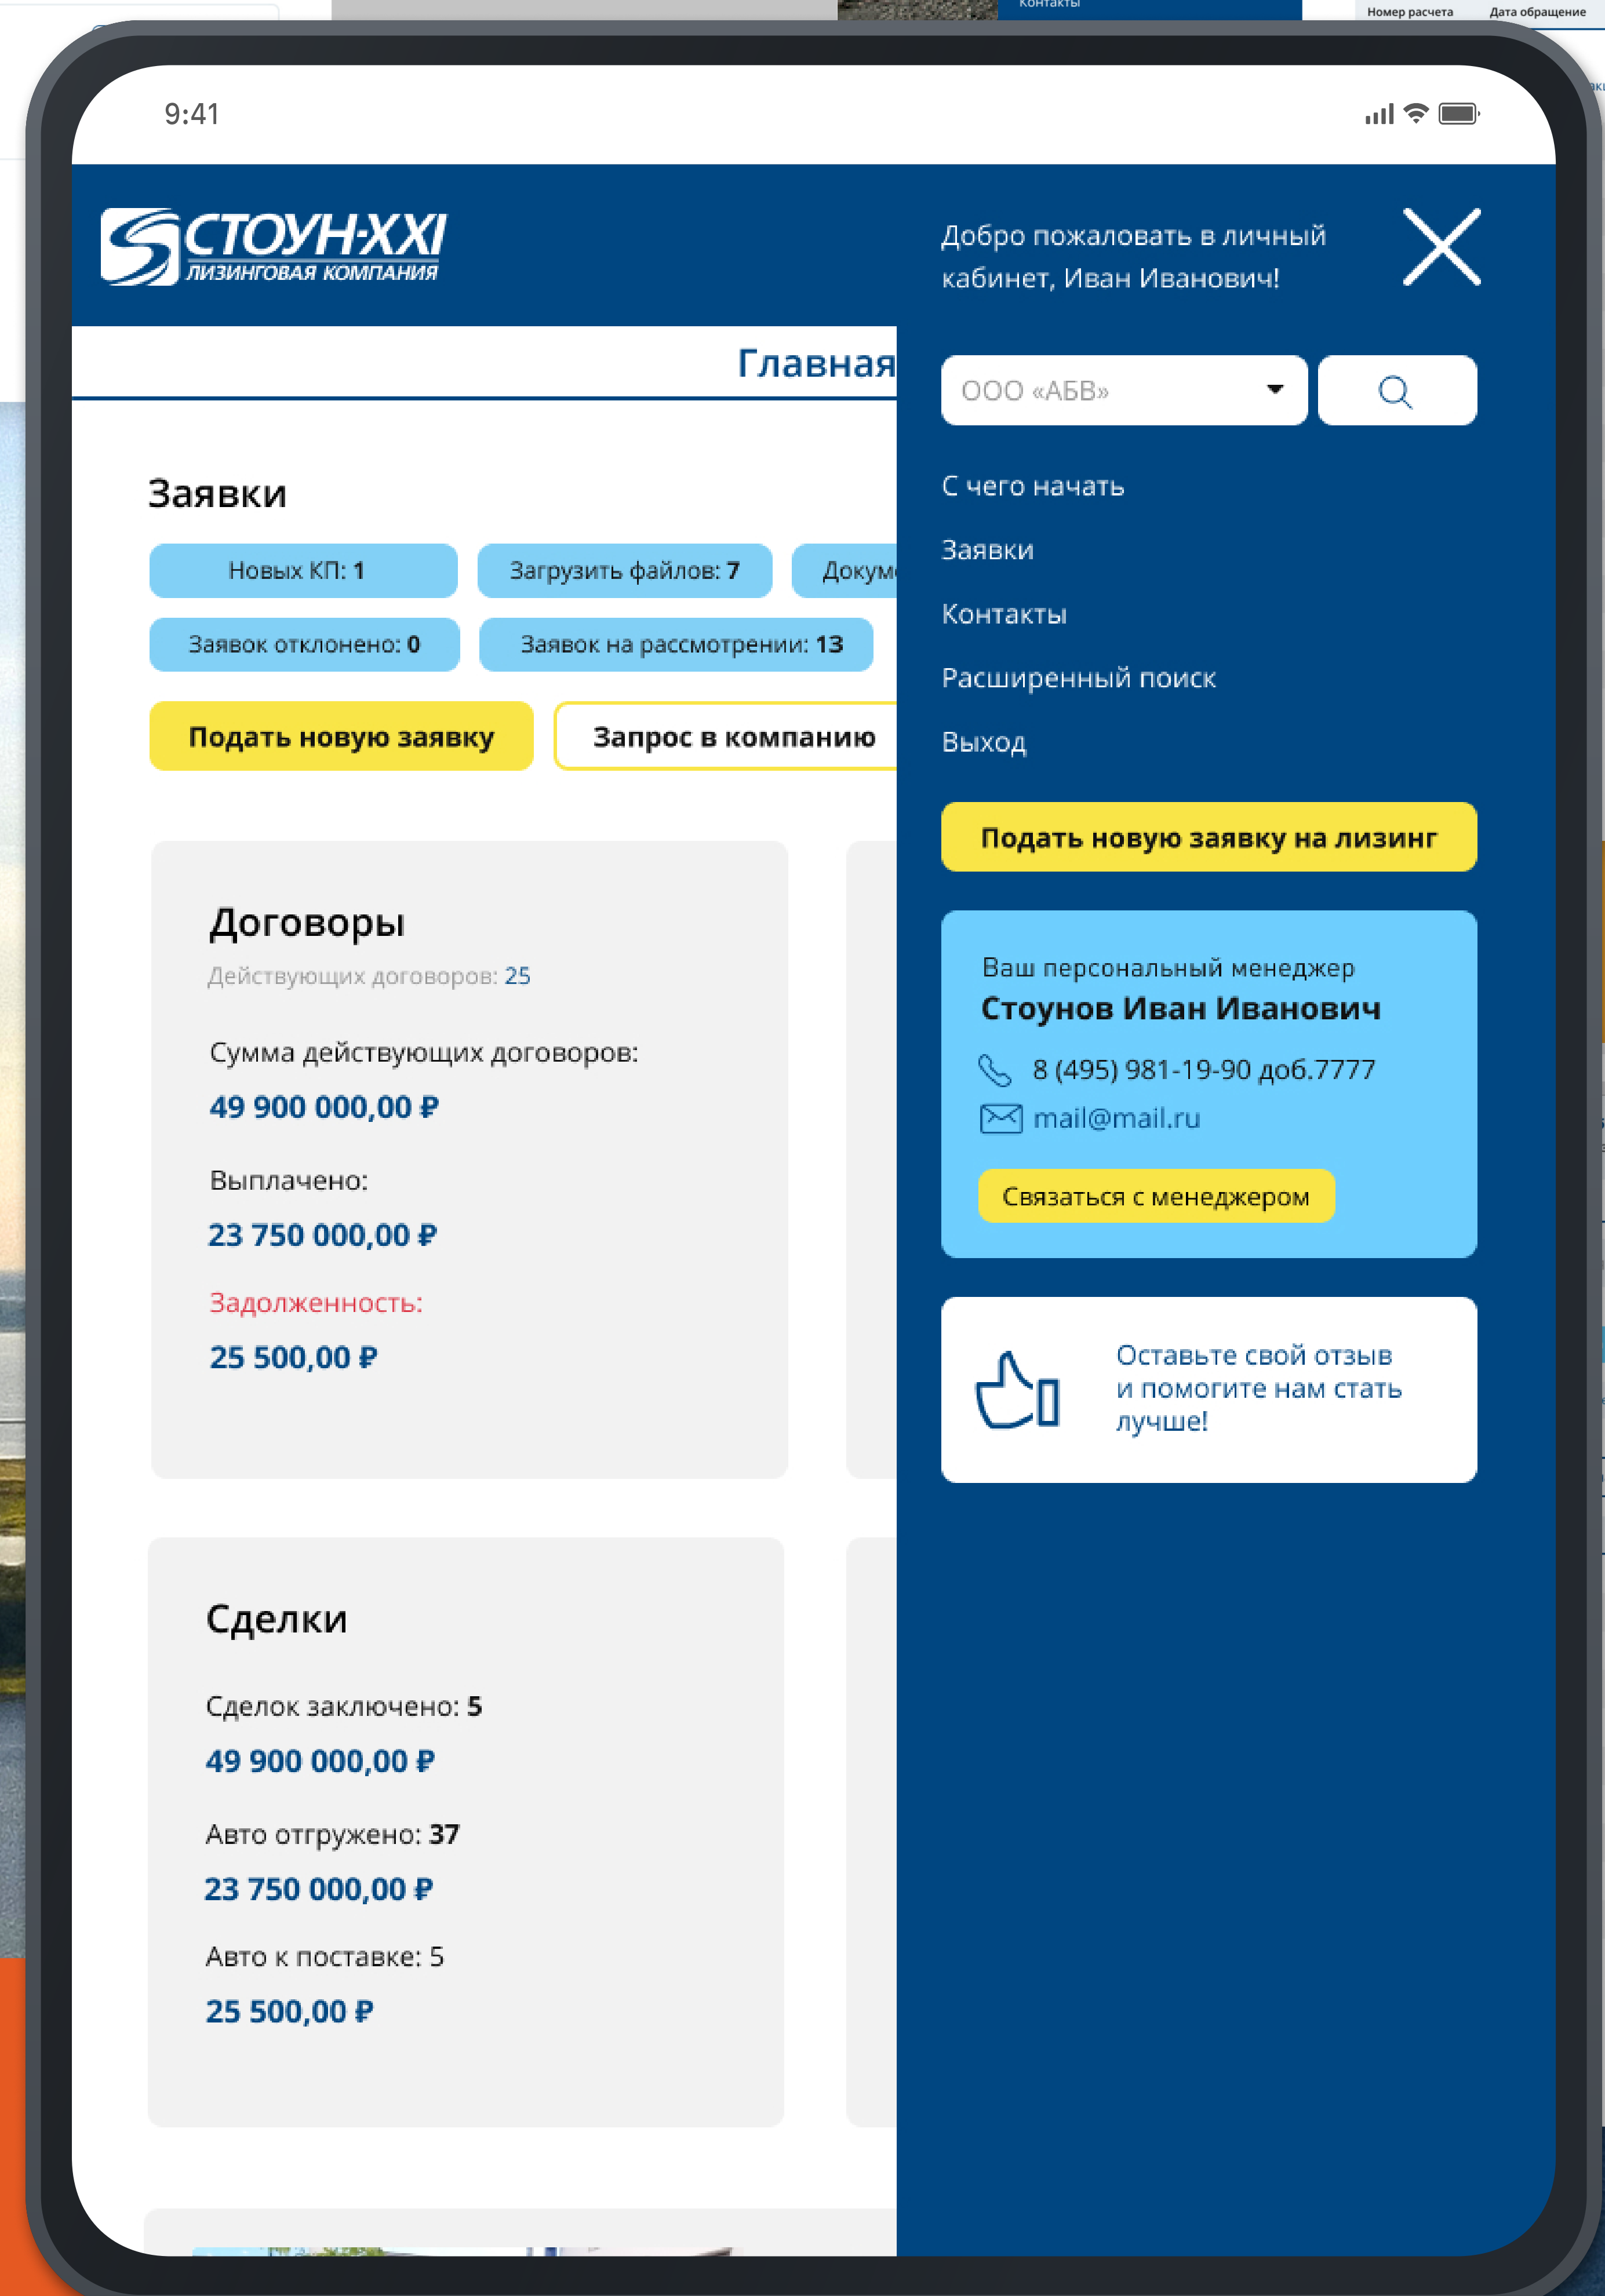 Контакты
Номер расчета
Дата обращение
9:41
СТОУН-XXI
ЛИЗИНГОВАЯ КОМПАНИЯ
Добро пожаловать в личный
кабинет, Иван Иванович!
Главная
ООО «АБВ»
С чего начать
Заявки
Контакты
Расширенный поиск
Выход
Подать новую заявку на лизинг
Ваш персональный менеджер
Стоунов Иван Иванович
8 (495) 981-19-90 доб.7777
mail@mail.ru
Связаться с менеджером
Оставьте свой отзыв
и помогите нам стать
лучше!
Заявки
Новых КП: 1
Загрузить файлов: 7
Заявок отклонено: 0
Заявок на рассмотрении: 13
Подать новую заявку
Запрос в компанию
Договоры
Действующих договоров: 25
Сумма действующих договоров:
49 900 000,00 ₽
Выплачено:
23 750 000,00 ₽
Задолженность:
25 500,00 ₽
Сделки
Сделок заключено: 5
49 900 000,00 ₽
Авто отгружено: 37
23 750 000,00 ₽
Авто к поставке: 5
25 500,00 ₽